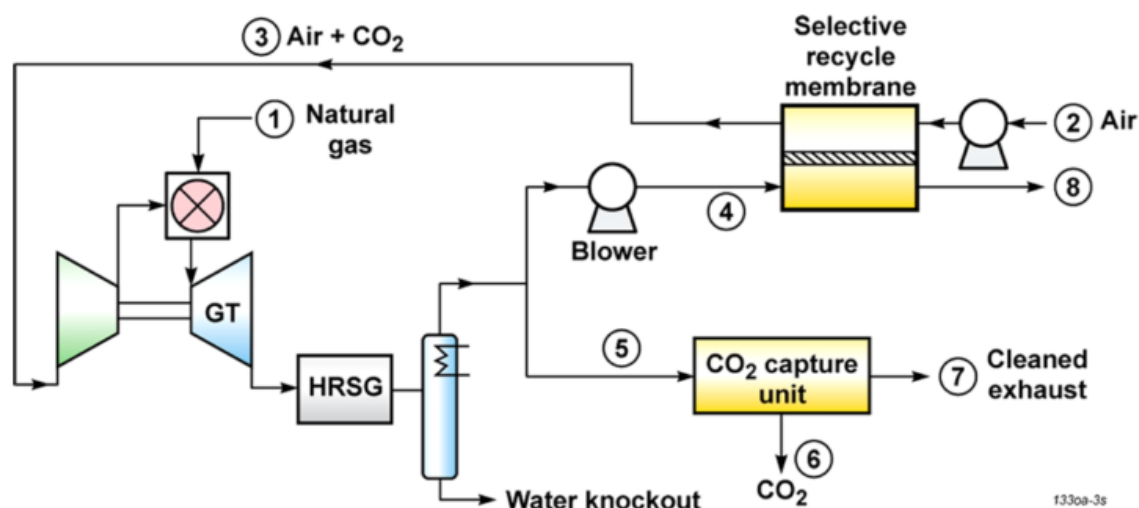 ③ Air + CO₂
Selective
recycle
membrane
① Natural
gas
② Air
④
⑧
Blower
GT
HRSG
⑤
CO₂ capture
unit
⑦ Cleaned
exhaust
⑥
CO₂
Water knockout
133oa-3s